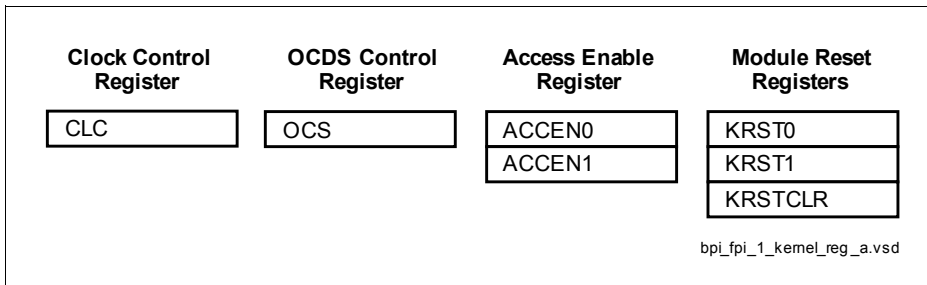 Clock Control
Register
OCDS Control
Register
Access Enable
Register
Module Reset
Registers
CLC
OCS
ACCEN0
ACCEN1
KRST0
KRST1
KRSTCLR
bpi_fpi_1_kernel_reg_a.vsd